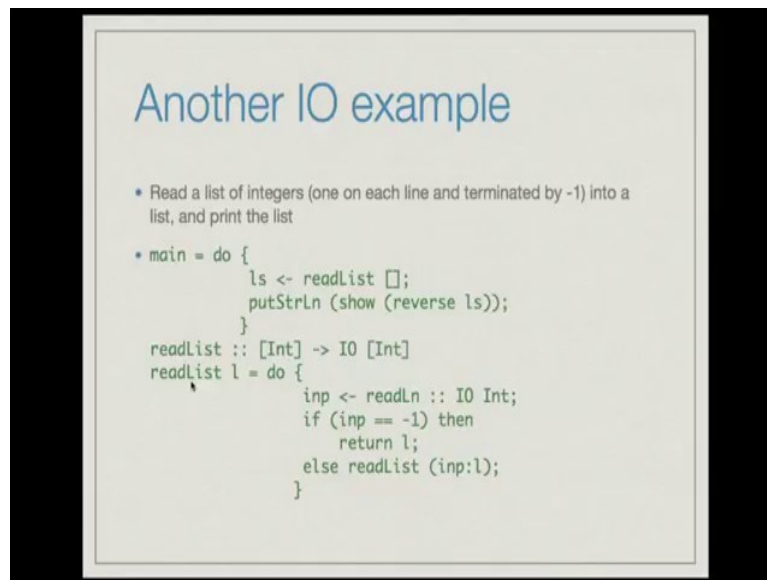 Another IO example
• Read a list of integers (one on each line and terminated by -1) into a
list, and print the list
• main = do {
ls <- readList [];
putStrLn (show (reverse ls));
}
readList :: [Int] -> IO [Int]
readList l = do {
inp <- readLn :: IO Int;
if (inp == -1) then
return l;
else readList (inp:l);
}